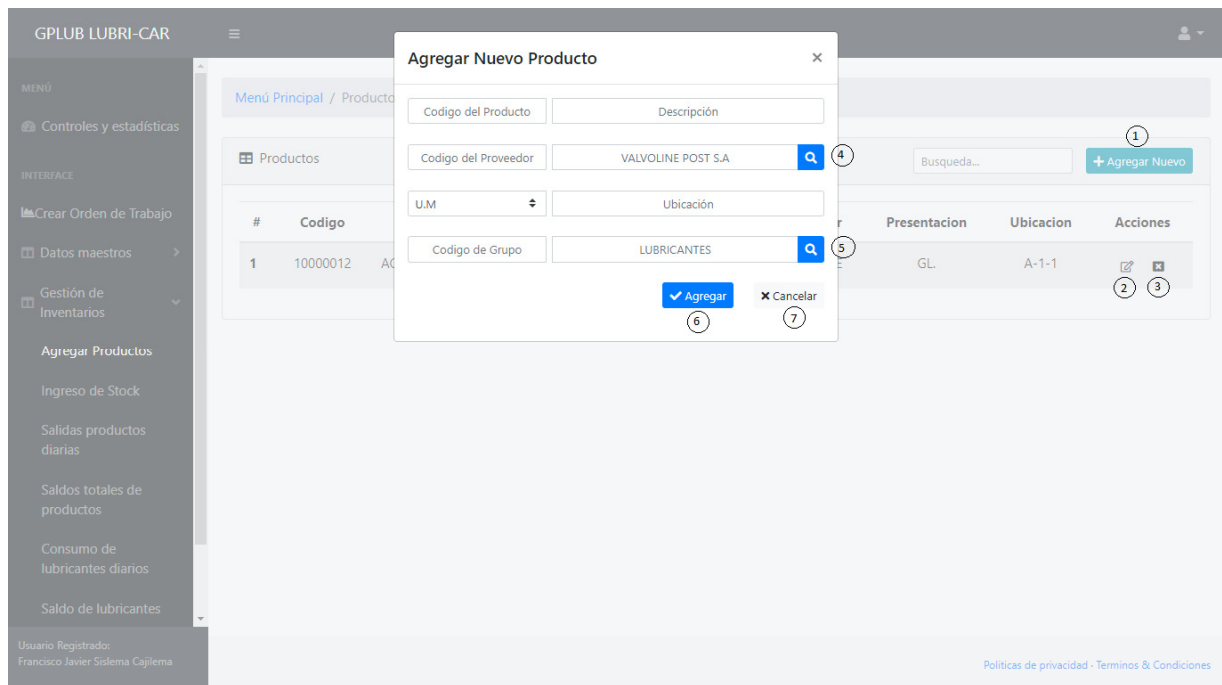 GPLUB LUBRI-CAR
MENÚ
Controles y estadísticas
INTERFACE
Crear Orden de Trabajo
Datos maestros
Gestión de
Inventarios
Agregar Productos
Ingreso de Stock
Salidas productos
diarias
Saldos totales de
productos
Consumo de
lubricantes diarios
Saldo de lubricantes
Usuario Registrado:
Francisco Javier Sislema Cajilema
Menú Principal / Producto
Productos
Busqueda...
1
+ Agregar Nuevo
# Codigo Presentacion Ubicacion Acciones
1 10000012 GL. A-1-1
2 3
Agregar Nuevo Producto ×
Codigo del Producto Descripción
Codigo del Proveedor VALVOLINE POST S.A 4
U.M Ubicación
Codigo de Grupo LUBRICANTES 5
Agregar Cancelar
6 7
Politicas de privacidad · Terminos & Condiciones